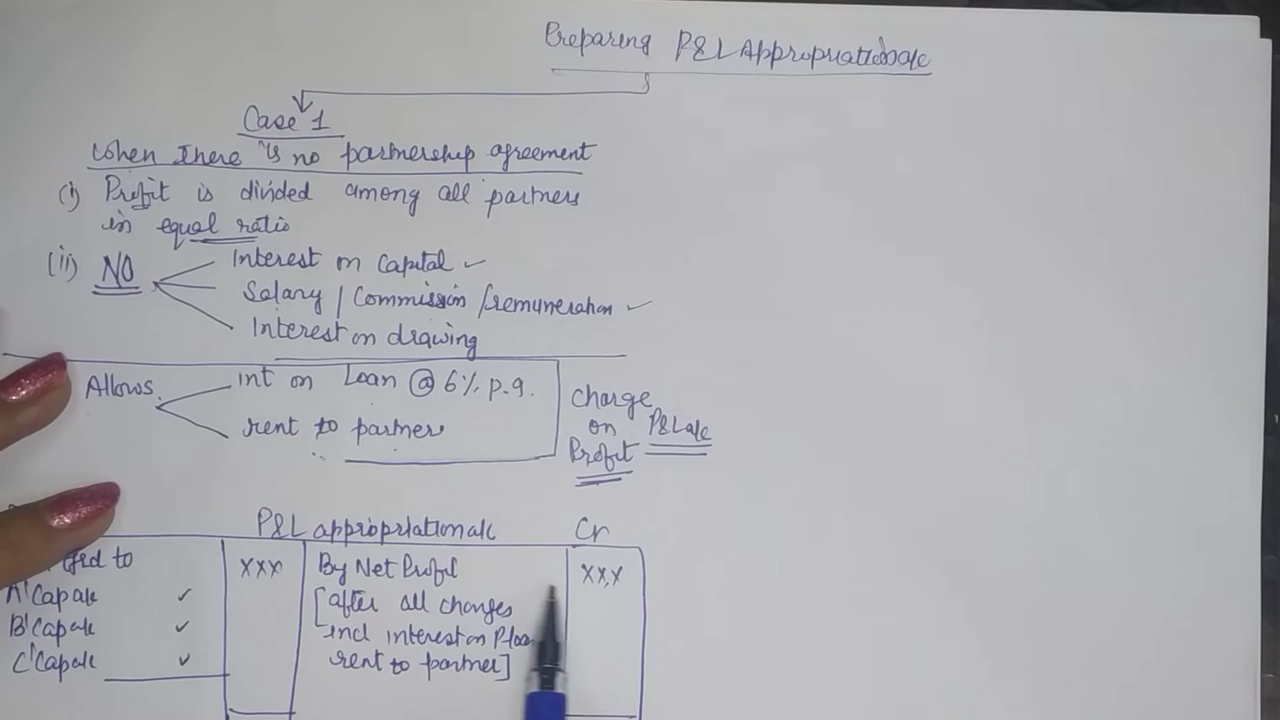 Preparing P&L Appropriation a/c
Case 1
When There is no partnership agreement
(i) Profit is divided among all partners
in equal ratio
(ii) NO
Interest on Capital ✓
Salary / Commission / remuneration ✓
Interest on drawing
Allows
int on Loan @ 6% p.a.
rent to partner
Charge
on
Profit
P&L a/c
P&L appropriation a/c
Cr
to
xxx
By Net Profit
xx,x
A' Cap a/c ✓
[after all charges
B' Cap a/c ✓
incl interest on
C' Cap a/c ✓
rent to partner]